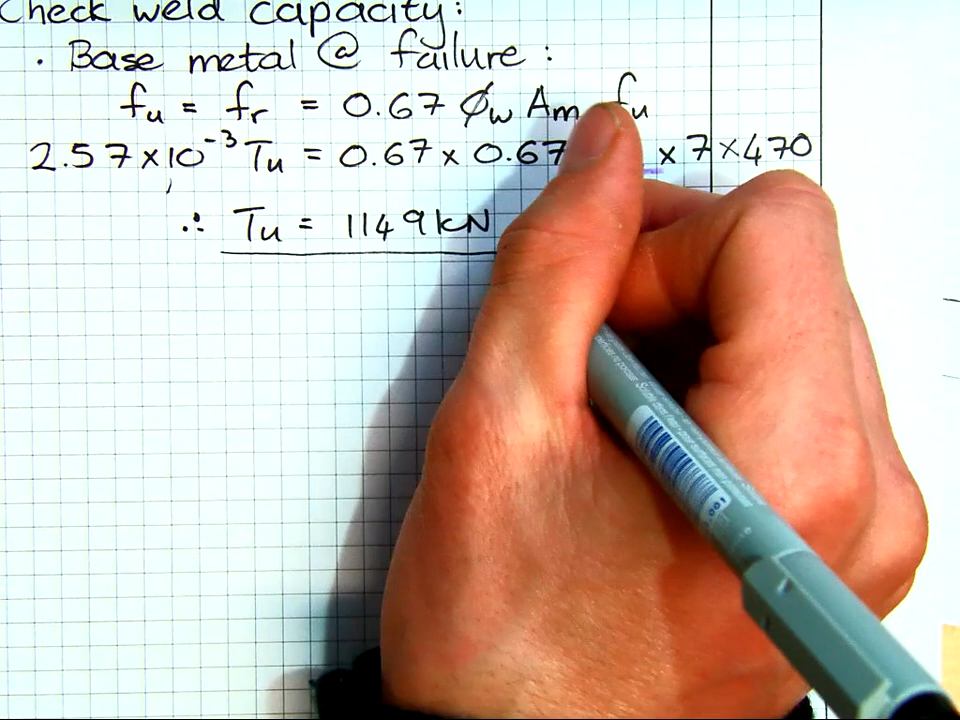 Check weld capacity:
· Base metal @ failure :
fu = fr = 0.67 ϕw Am fu
2.57×10⁻³ Tu = 0.67 × 0.67 × 7 × 470
∴ Tu = 1149 kN
001